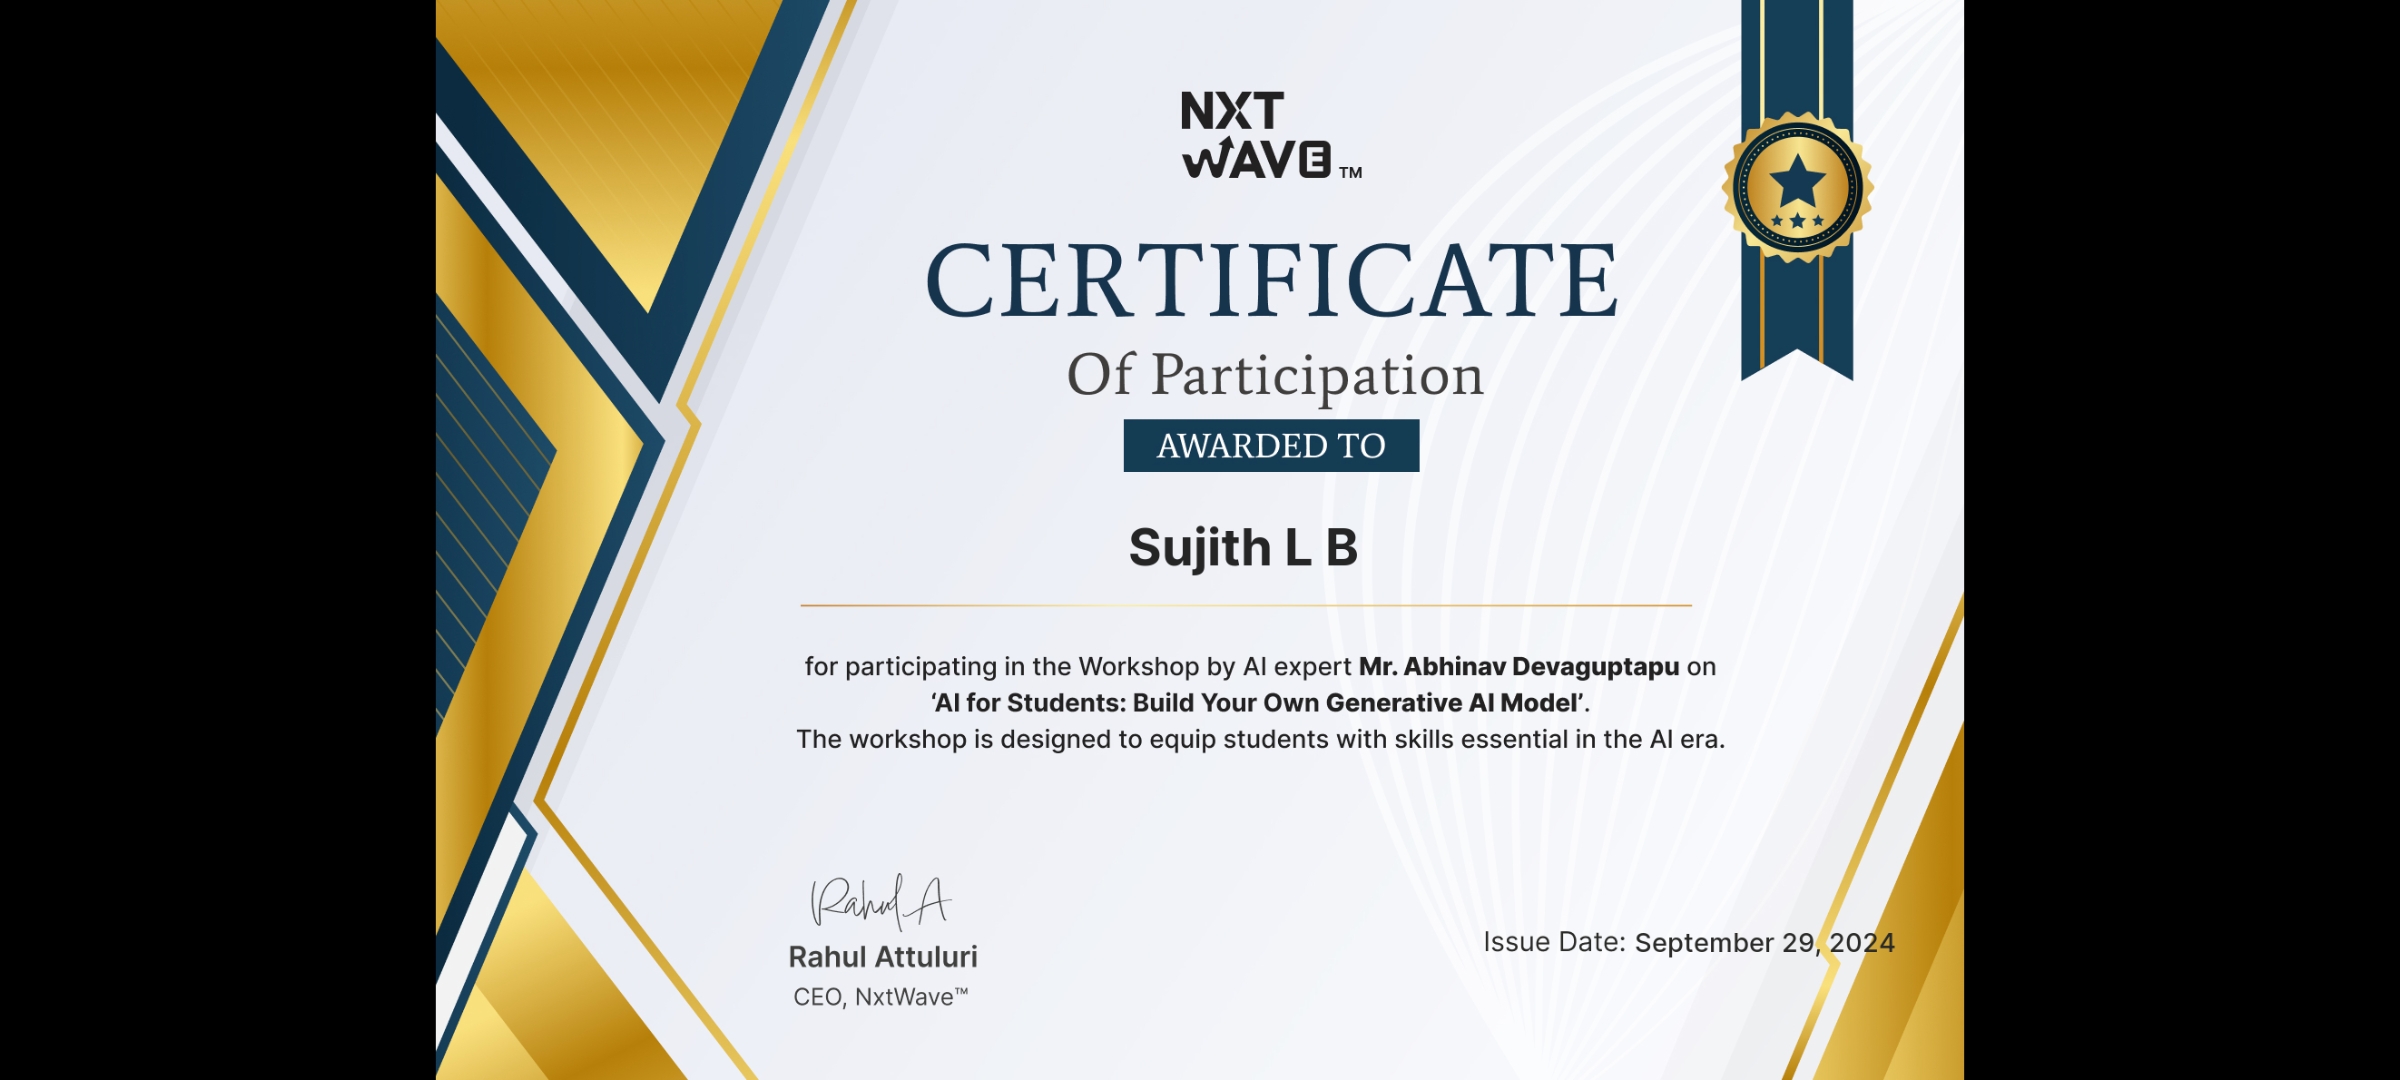 NXT
WAVE ™
CERTIFICATE
Of Participation
AWARDED TO
Sujith L B
for participating in the Workshop by AI expert Mr. Abhinav Devaguptapu on
‘AI for Students: Build Your Own Generative AI Model’.
The workshop is designed to equip students with skills essential in the AI era.
Rahul A
Rahul Attuluri
CEO, NxtWave™
Issue Date: September 29, 2024